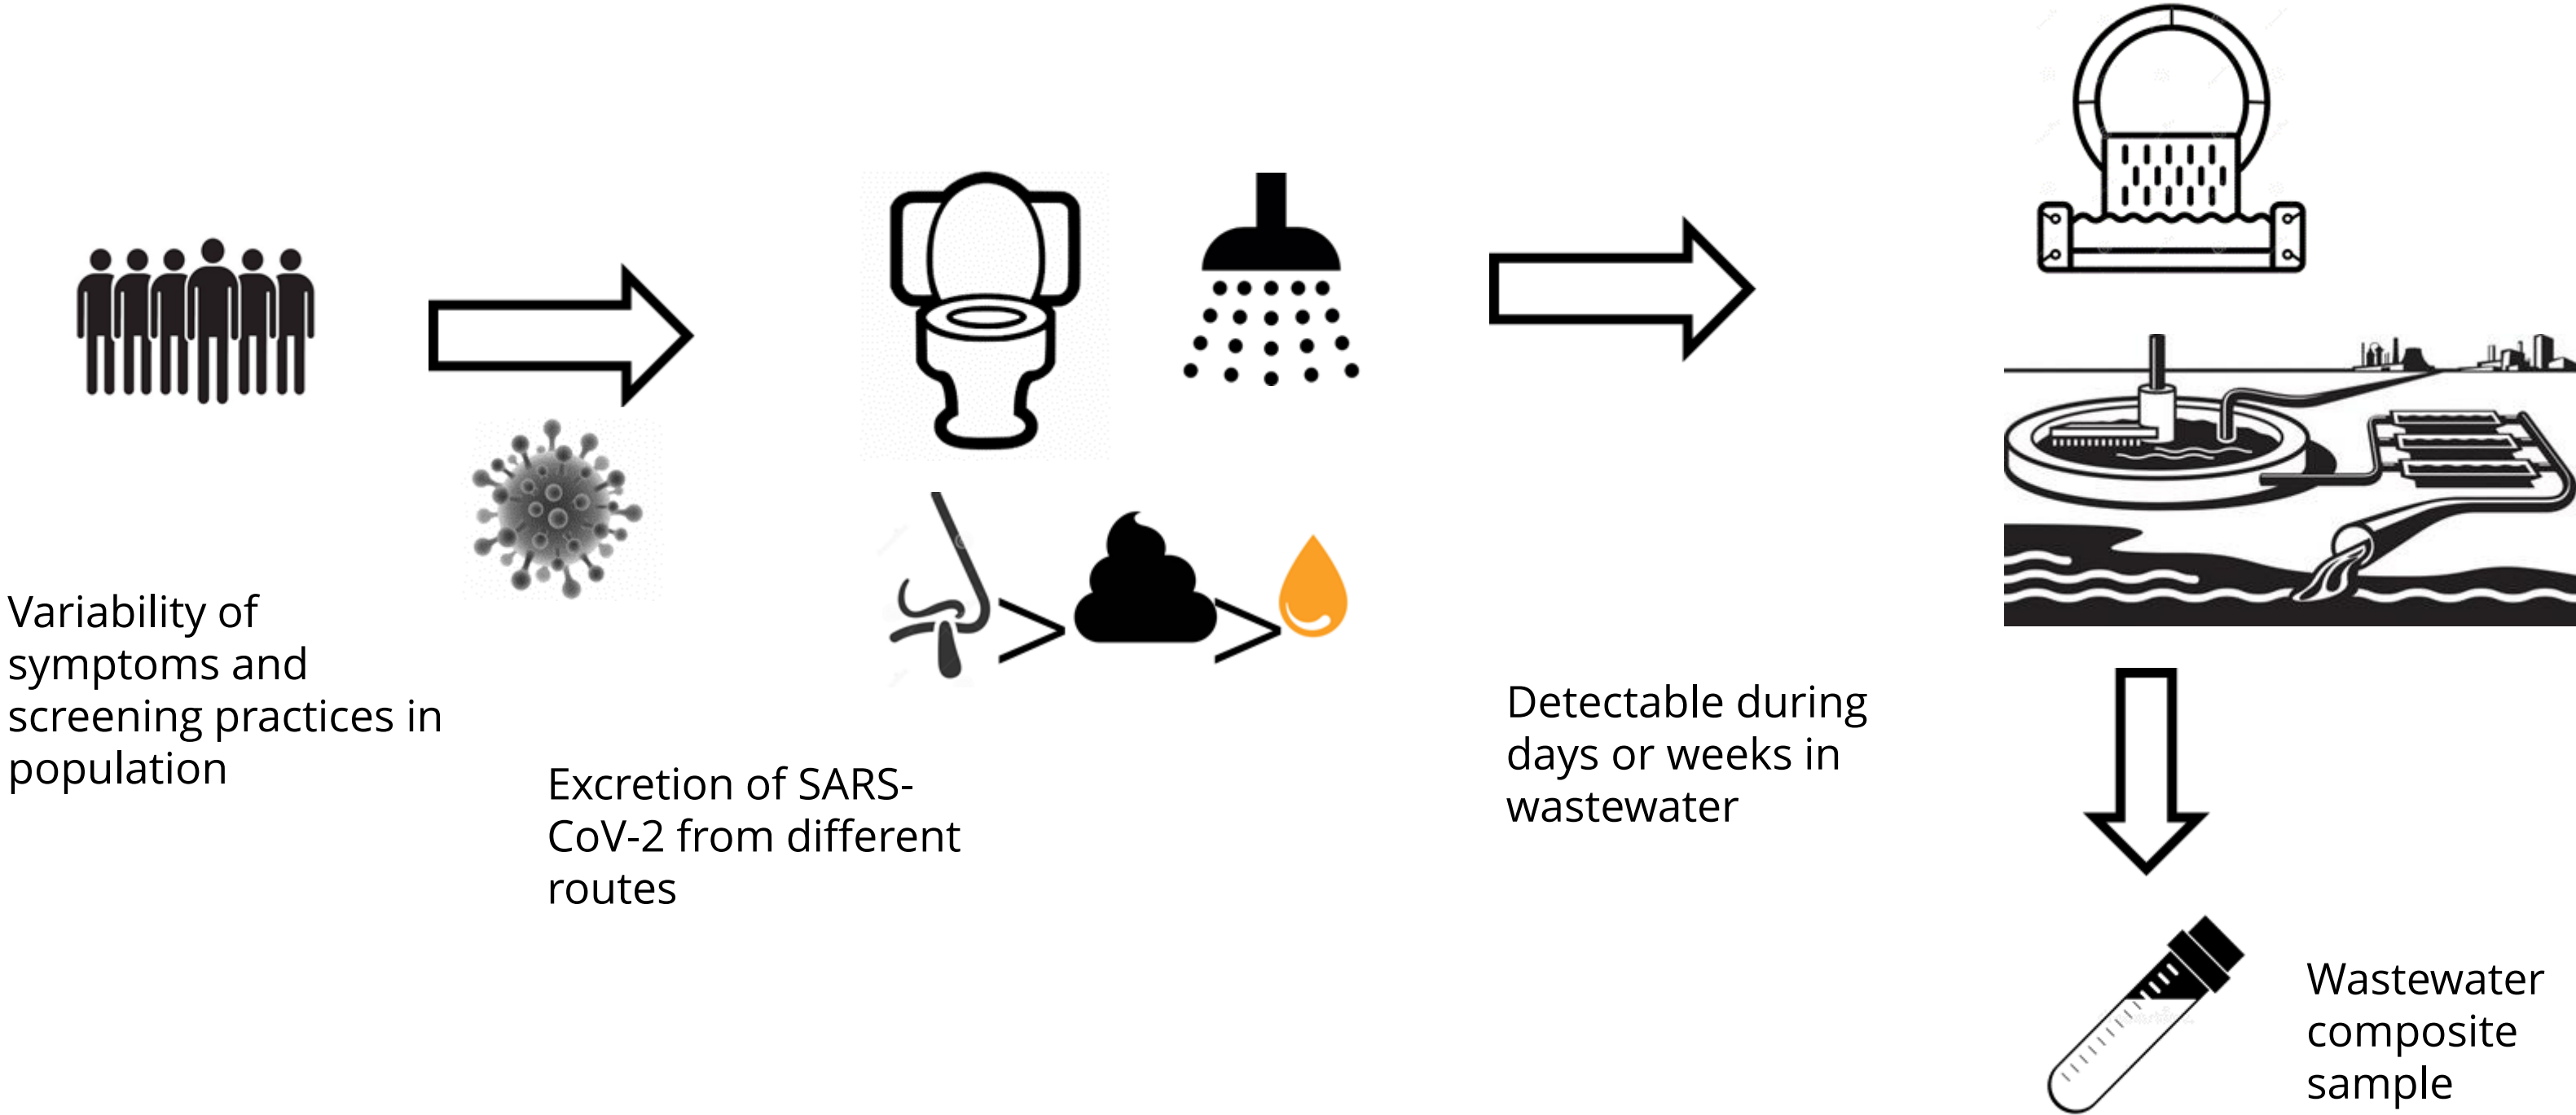 Variability of
symptoms and
screening practices in
population
Excretion of SARS-
CoV-2 from different
routes
> >
Detectable during
days or weeks in
wastewater
Wastewater
composite
sample